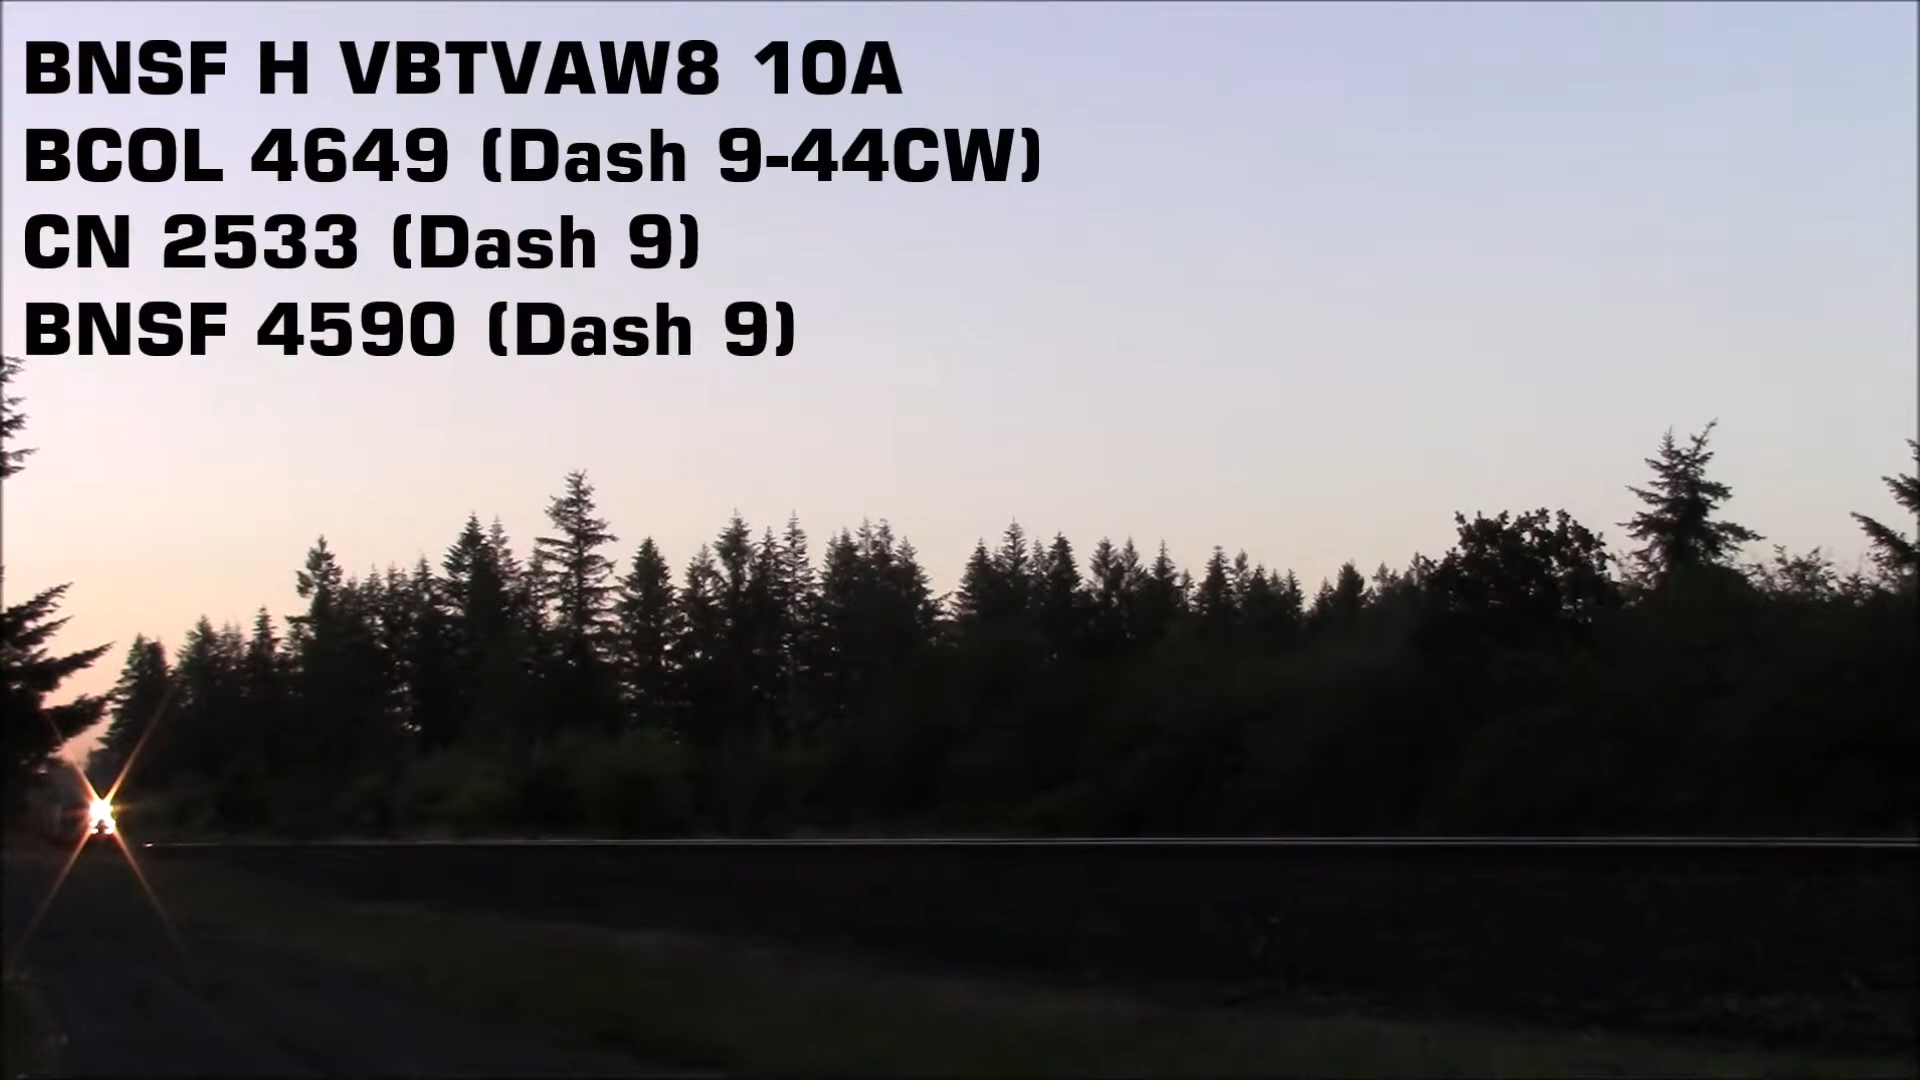 BNSF H VBTVAW8 10A
BCOL 4649 (Dash 9-44CW)
CN 2533 (Dash 9)
BNSF 4590 (Dash 9)